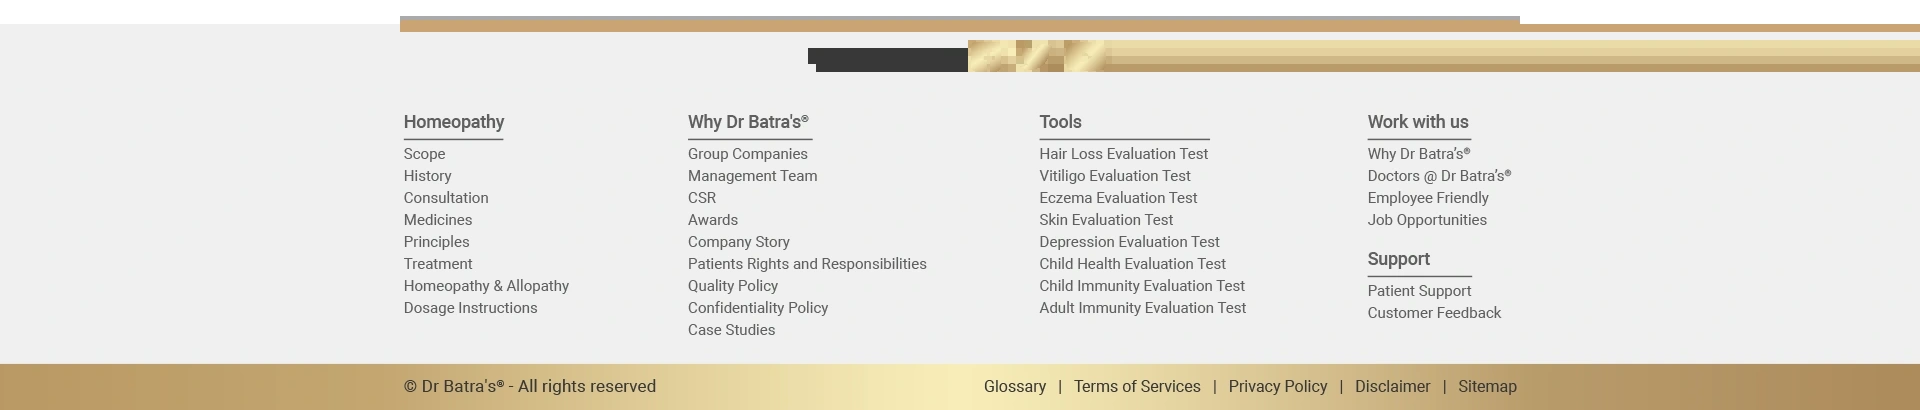 Homeopathy
Scope
History
Consultation
Medicines
Principles
Treatment
Homeopathy & Allopathy
Dosage Instructions
Why Dr Batra's®
Group Companies
Management Team
CSR
Awards
Company Story
Patients Rights and Responsibilities
Quality Policy
Confidentiality Policy
Case Studies
Tools
Hair Loss Evaluation Test
Vitiligo Evaluation Test
Eczema Evaluation Test
Skin Evaluation Test
Depression Evaluation Test
Child Health Evaluation Test
Child Immunity Evaluation Test
Adult Immunity Evaluation Test
Work with us
Why Dr Batra’s®
Doctors @ Dr Batra’s®
Employee Friendly
Job Opportunities
Support
Patient Support
Customer Feedback
© Dr Batra's® - All rights reserved
Glossary | Terms of Services | Privacy Policy | Disclaimer | Sitemap